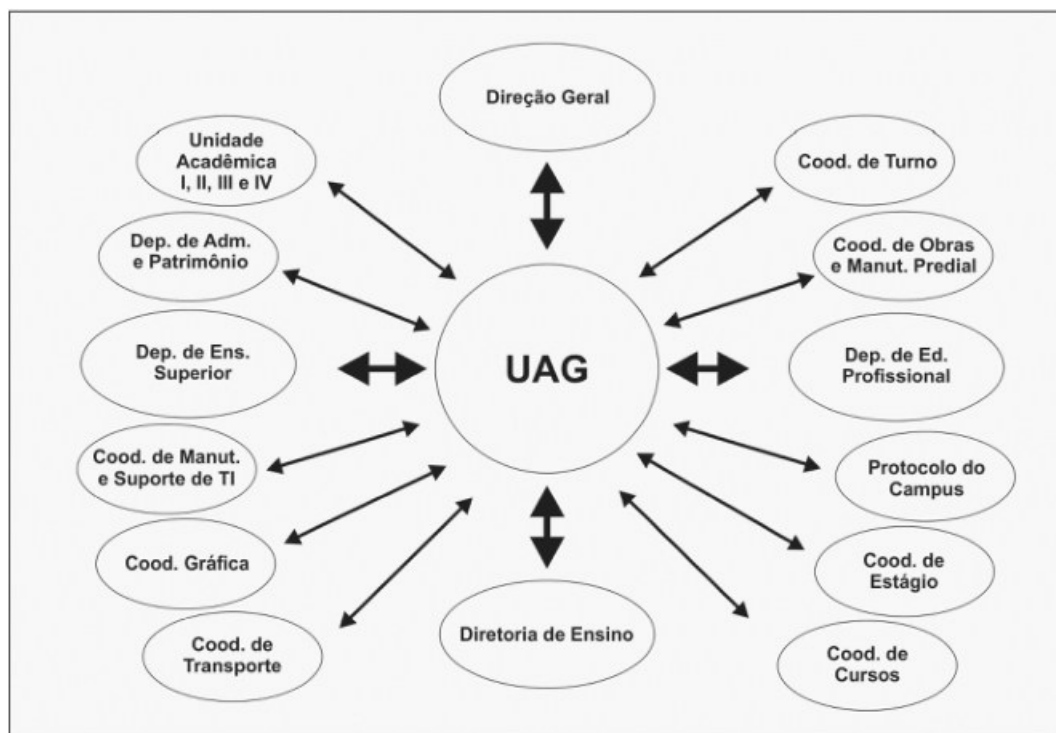 Direção Geral
Unidade
Acadêmica
I, II, III e IV
Cood. de Turno
Dep. de Adm.
e Patrimônio
Cood. de Obras
e Manut. Predial
Dep. de Ens.
Superior
UAG
Dep. de Ed.
Profissional
Cood. de Manut.
e Suporte de TI
Protocolo do
Campus
Cood. Gráfica
Cood. de
Estágio
Cood. de
Transporte
Diretoria de Ensino
Cood. de
Cursos